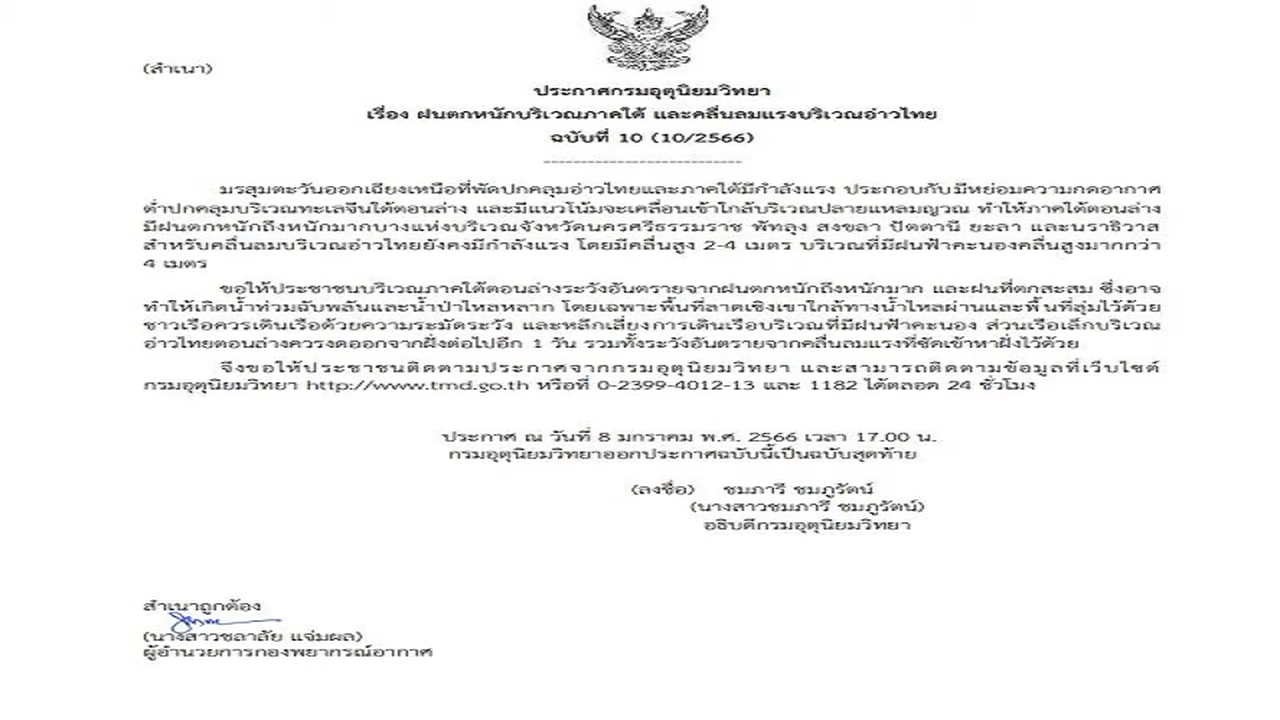 (สำเนา)
ประกาศกรมอุตุนิยมวิทยา
เรื่อง ฝนตกหนักบริเวณภาคใต้ และคลื่นลมแรงบริเวณอ่าวไทย
ฉบับที่ 10 (10/2566)
มรสุมตะวันออกเฉียงเหนือที่พัดปกคลุมอ่าวไทยและภาคใต้มีกำลังแรง ประกอบกับมีหย่อมความกดอากาศ
ต่ำปกคลุมบริเวณทะเลจีนใต้ตอนล่าง และมีแนวโน้มจะเคลื่อนเข้าใกล้บริเวณปลายแหลมญวณ ทำให้ภาคใต้ตอนล่าง
มีฝนตกหนักถึงหนักมากบางแห่งบริเวณจังหวัดนครศรีธรรมราช พัทลุง สงขลา ปัตตานี ยะลา และนราธิวาส
สำหรับคลื่นลมบริเวณอ่าวไทยยังคงมีกำลังแรง โดยมีคลื่นสูง 2-4 เมตร บริเวณที่มีฝนฟ้าคะนองคลื่นสูงมากกว่า
4 เมตร
ขอให้ประชาชนบริเวณภาคใต้ตอนล่างระวังอันตรายจากฝนตกหนักถึงหนักมาก และฝนที่ตกสะสม ซึ่งอาจ
ทำให้เกิดน้ำท่วมฉับพลันและน้ำป่าไหลหลาก โดยเฉพาะพื้นที่ลาดเชิงเขาใกล้ทางน้ำไหลผ่านและพื้นที่ลุ่มไว้ด้วย
ชาวเรือควรเดินเรือด้วยความระมัดระวัง และหลีกเลี่ยงการเดินเรือบริเวณที่มีฝนฟ้าคะนอง ส่วนเรือเล็กบริเวณ
อ่าวไทยตอนล่างควรงดออกจากฝั่งต่อไปอีก 1 วัน รวมทั้งระวังอันตรายจากคลื่นลมแรงที่ซัดเข้าหาฝั่งไว้ด้วย
จึงขอให้ประชาชนติดตามประกาศจากกรมอุตุนิยมวิทยา และสามารถติดตามข้อมูลที่เว็บไซต์
กรมอุตุนิยมวิทยา http://www.tmd.go.th หรือที่ 0-2399-4012-13 และ 1182 ได้ตลอด 24 ชั่วโมง
ประกาศ ณ วันที่ 8 มกราคม พ.ศ. 2566 เวลา 17.00 น.
กรมอุตุนิยมวิทยาออกประกาศฉบับนี้เป็นฉบับสุดท้าย
(ลงชื่อ) ชมภารี ชมภูรัตน์
(นางสาวชมภารี ชมภูรัตน์)
อธิบดีกรมอุตุนิยมวิทยา
สำเนาถูกต้อง
(นางสาวชลาลัย แจ่มผล)
ผู้อำนวยการกองพยากรณ์อากาศ